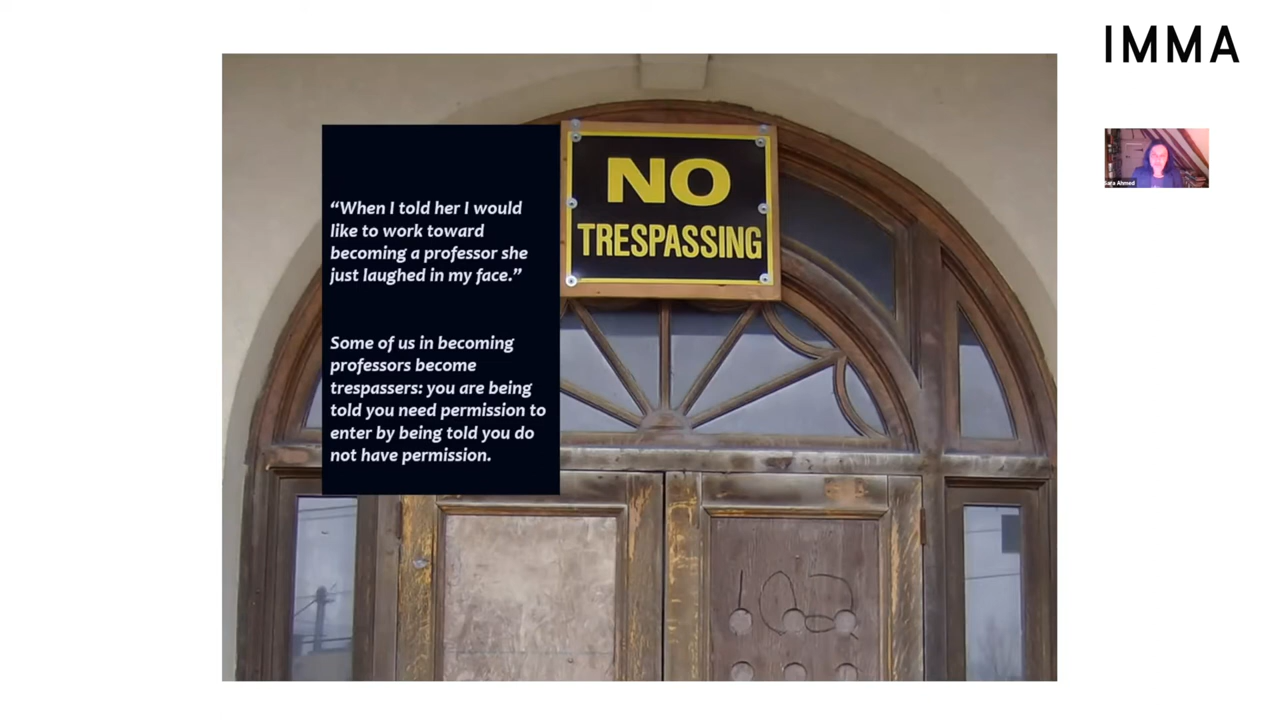 IMMA
“When I told her I would
like to work toward
becoming a professor she
just laughed in my face.”
Some of us in becoming
professors become
trespassers: you are being
told you need permission to
enter by being told you do
not have permission.
NO
TRESPASSING
Sara Ahmed